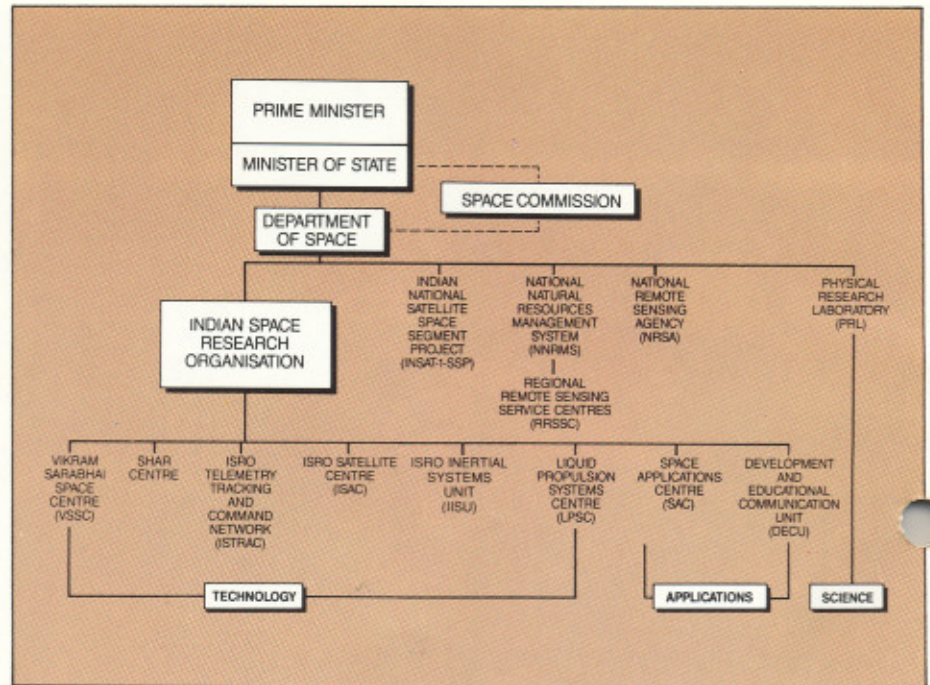 PRIME MINISTER
MINISTER OF STATE
SPACE COMMISSION
DEPARTMENT
OF SPACE
INDIAN SPACE
RESEARCH
ORGANISATION
INDIAN
NATIONAL
SATELLITE
SPACE
SEGMENT
PROJECT
(INSAT-1-SSP)
NATIONAL
NATURAL
RESOURCES
MANAGEMENT
SYSTEM
(NNRMS)
REGIONAL
REMOTE SENSING
SERVICE CENTRES
(RRSSC)
NATIONAL
REMOTE
SENSING
AGENCY
(NRSA)
PHYSICAL
RESEARCH
LABORATORY
(PRL)
VIKRAM
SARABHAI
SPACE
CENTRE
(VSSC)
SHAR
CENTRE
ISRO
TELEMETRY
TRACKING
AND
COMMAND
NETWORK
(ISTRAC)
ISRO SATELLITE
CENTRE
(ISAC)
ISRO INERTIAL
SYSTEMS
UNIT
(IISU)
LIQUID
PROPULSION
SYSTEMS
CENTRE
(LPSC)
SPACE
APPLICATIONS
CENTRE
(SAC)
DEVELOPMENT
AND
EDUCATIONAL
COMMUNICATION
UNIT
(DECU)
TECHNOLOGY
APPLICATIONS
SCIENCE